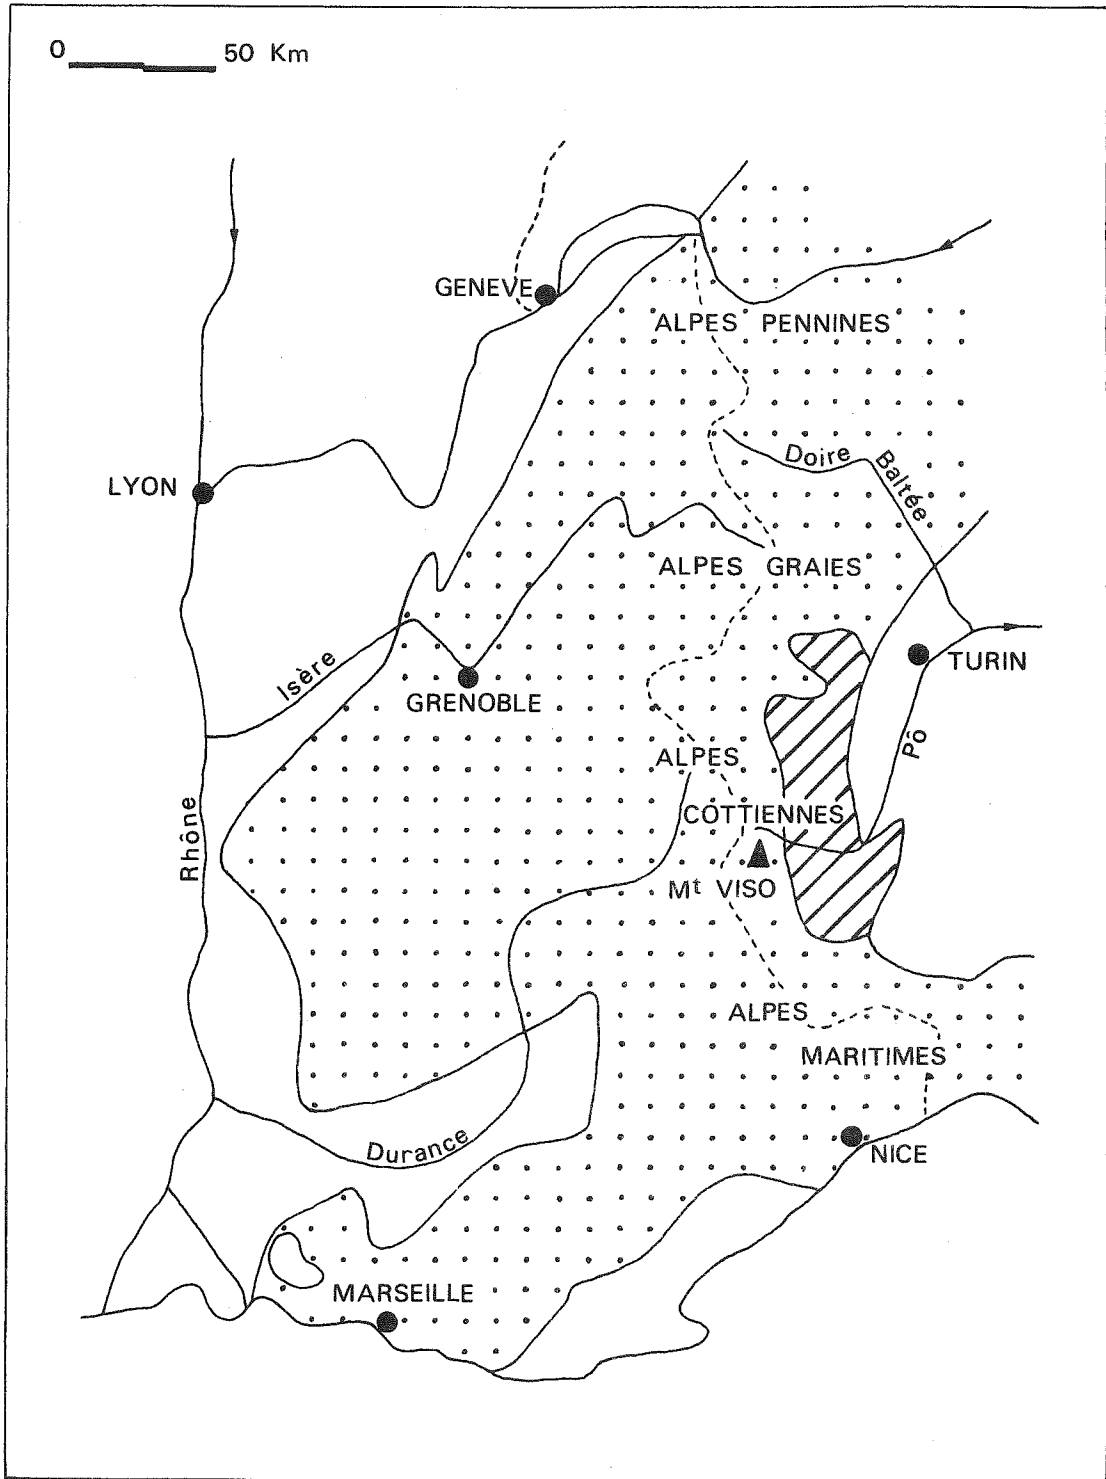 0 50 Km
GENEVE
ALPES PENNINES
LYON
Doire Baltée
ALPES GRAIES
Isère
GRENOBLE
TURIN
Pô
ALPES
COTTIENNES
Rhône
Mt VISO
ALPES
MARITIMES
Durance
NICE
MARSEILLE